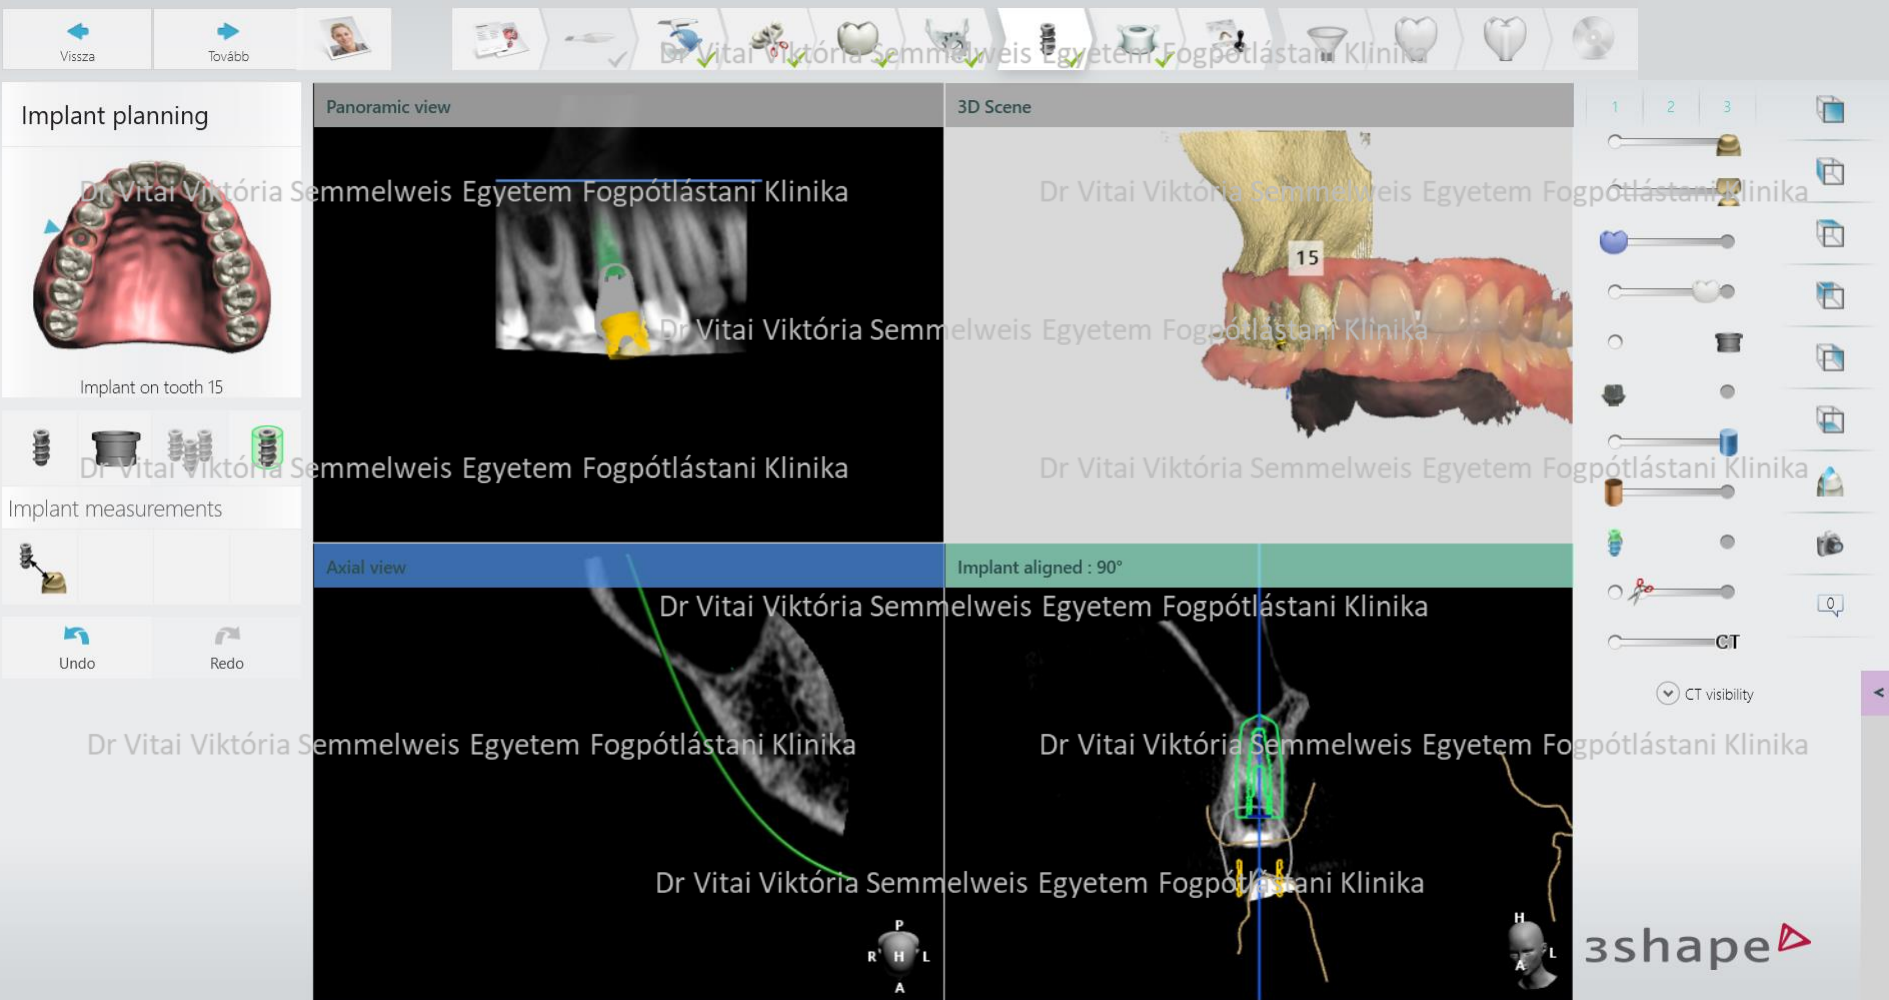 Vissza
Tovább
Dr Vitai Viktória Semmelweis Egyetem Fogpótlástani Klinika
Implant planning
Panoramic view
3D Scene
1 2 3
Dr Vitai Viktória Semmelweis Egyetem Fogpótlástani Klinika
Dr Vitai Viktória Semmelweis Egyetem Fogpótlástani Klinika
15
Dr Vitai Viktória Semmelweis Egyetem Fogpótlástani Klinika
Implant on tooth 15
Dr Vitai Viktória Semmelweis Egyetem Fogpótlástani Klinika
Dr Vitai Viktória Semmelweis Egyetem Fogpótlástani Klinika
Implant measurements
Axial view
Implant aligned : 90°
Dr Vitai Viktória Semmelweis Egyetem Fogpótlástani Klinika
0
CT
Undo
Redo
CT visibility
<
Dr Vitai Viktória Semmelweis Egyetem Fogpótlástani Klinika
Dr Vitai Viktória Semmelweis Egyetem Fogpótlástani Klinika
Dr Vitai Viktória Semmelweis Egyetem Fogpótlástani Klinika
P
R H L
A
H
L
A
3shape